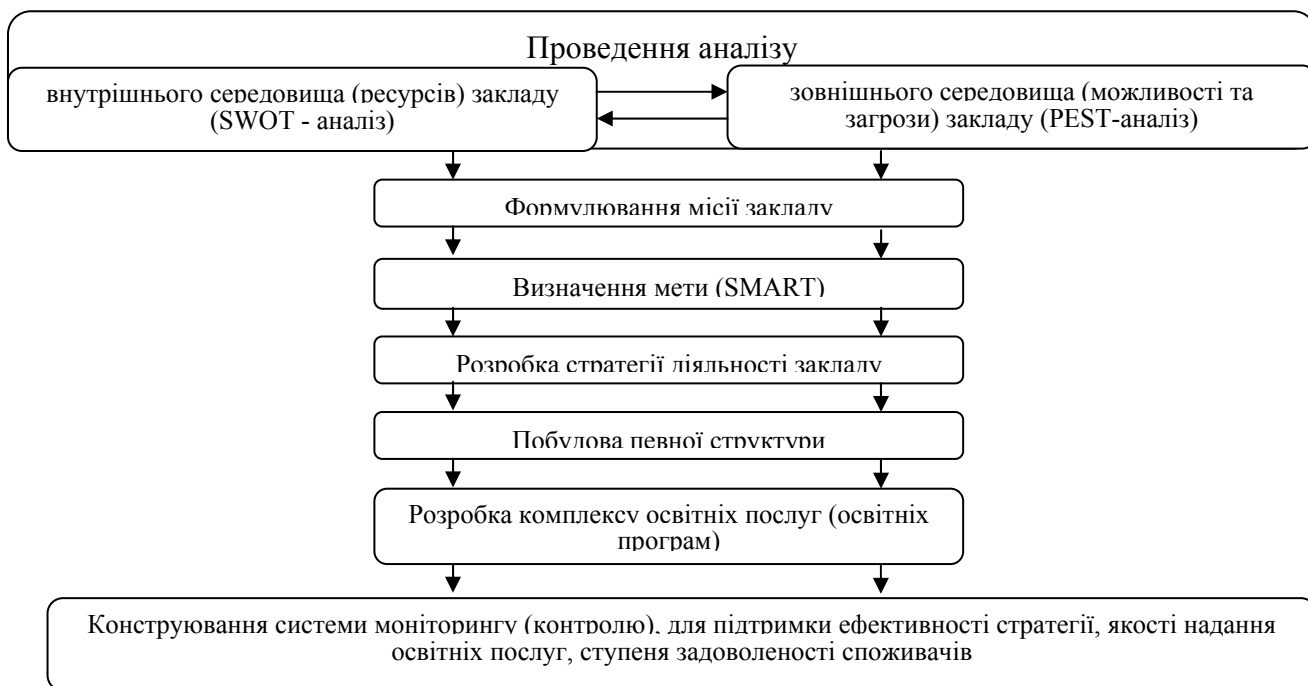 Проведення аналізу
внутрішнього середовища (ресурсів) закладу
(SWOT - аналіз)
зовнішнього середовища (можливості та
загрози) закладу (PEST-аналіз)
Формулювання місії закладу
Визначення мети (SMART)
Розробка стратегії діяльності закладу
Побудова певної структури
Розробка комплексу освітніх послуг (освітніх
програм)
Конструювання системи моніторингу (контролю), для підтримки ефективності стратегії, якості надання
освітніх послуг, ступеня задоволеності споживачів